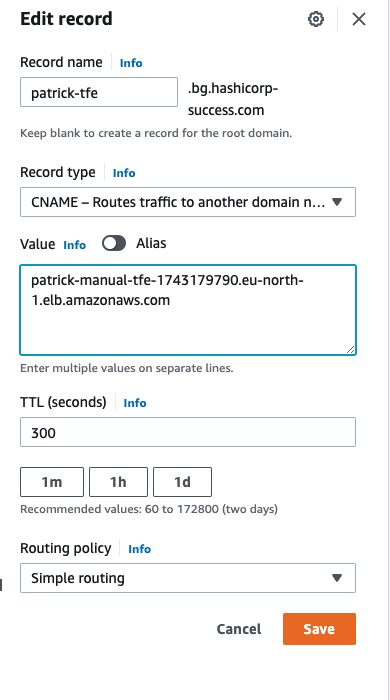 Edit record
Record name Info
patrick-tfe
.bg.hashicorp-
success.com
Keep blank to create a record for the root domain.
Record type Info
CNAME – Routes traffic to another domain n...
Value Info Alias
patrick-manual-tfe-1743179790.eu-north-
1.elb.amazonaws.com
Enter multiple values on separate lines.
TTL (seconds) Info
300
1m 1h 1d
Recommended values: 60 to 172800 (two days)
Routing policy Info
Simple routing
Cancel Save